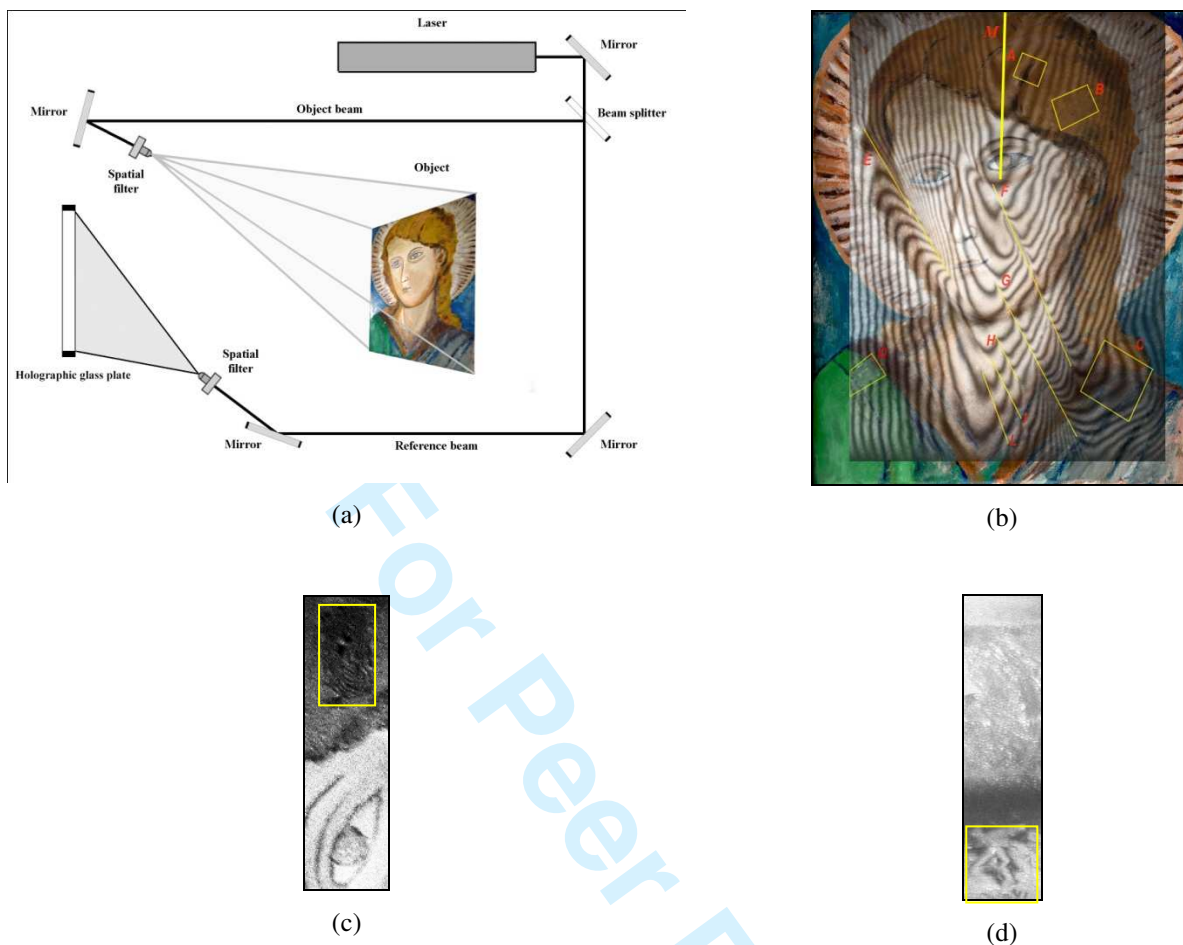 Laser
Mirror
Mirror
Object beam
Beam splitter
Spatial
filter
Object
Spatial
filter
Holographic glass plate
Mirror
Reference beam
Mirror
(a)
M
A
B
E
F
G
H
D
C
I
L
(b)
For Peer
(c)
(d)